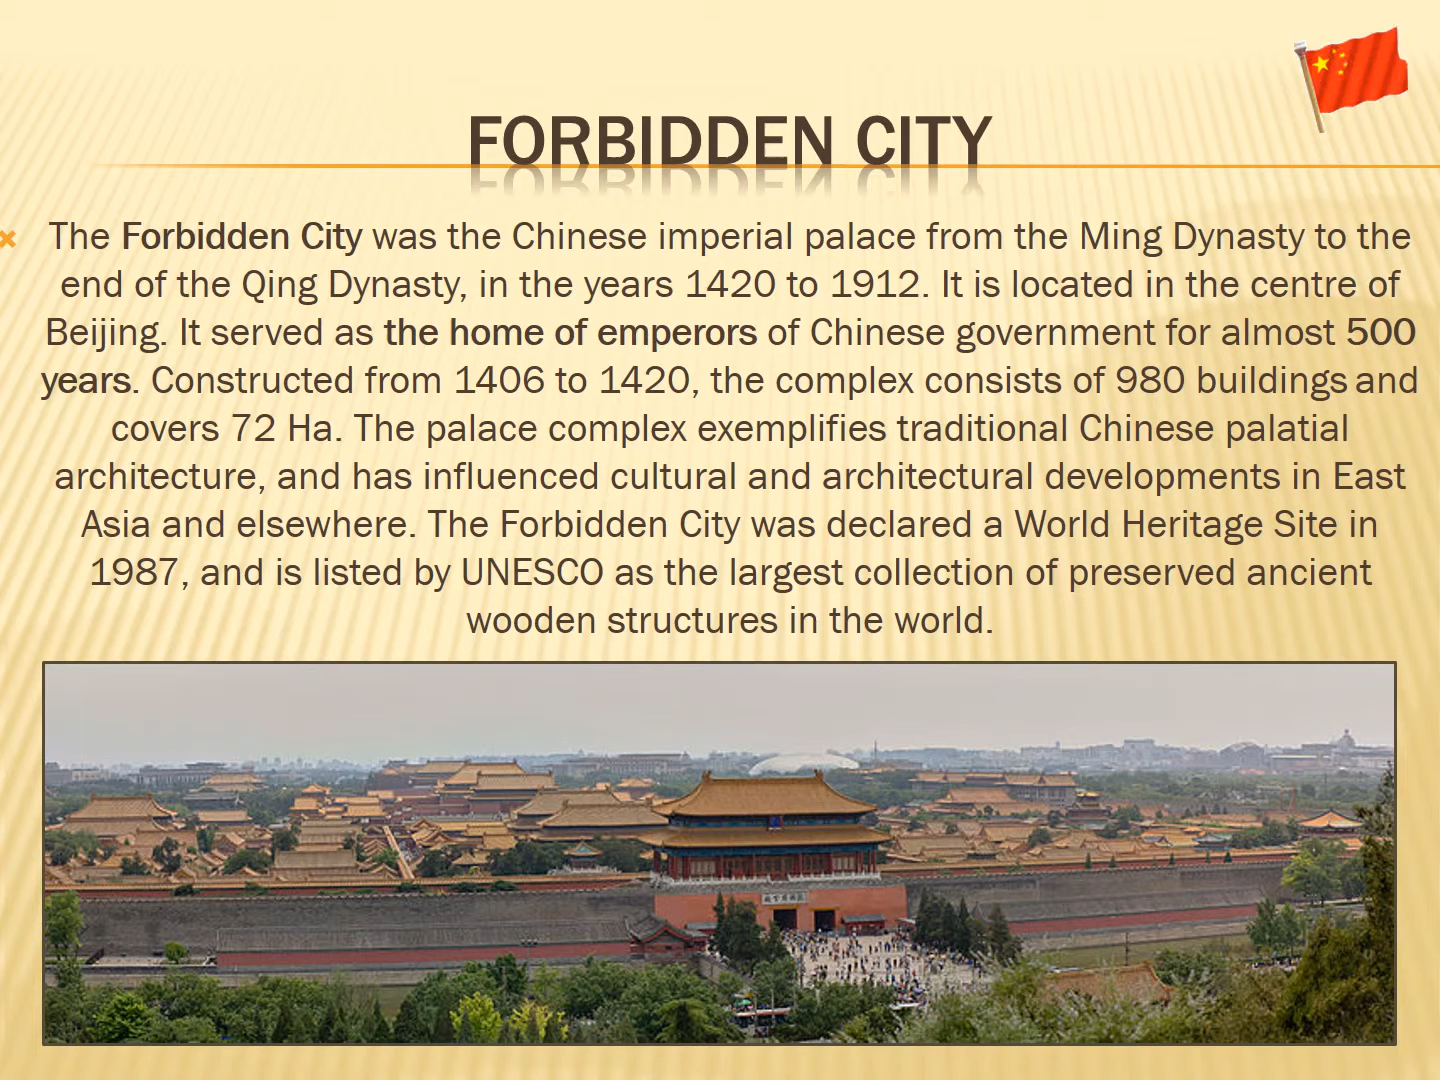 FORBIDDEN CITY
The Forbidden City was the Chinese imperial palace from the Ming Dynasty to the
end of the Qing Dynasty, in the years 1420 to 1912. It is located in the centre of
Beijing. It served as the home of emperors of Chinese government for almost 500
years. Constructed from 1406 to 1420, the complex consists of 980 buildings and
covers 72 Ha. The palace complex exemplifies traditional Chinese palatial
architecture, and has influenced cultural and architectural developments in East
Asia and elsewhere. The Forbidden City was declared a World Heritage Site in
1987, and is listed by UNESCO as the largest collection of preserved ancient
wooden structures in the world.